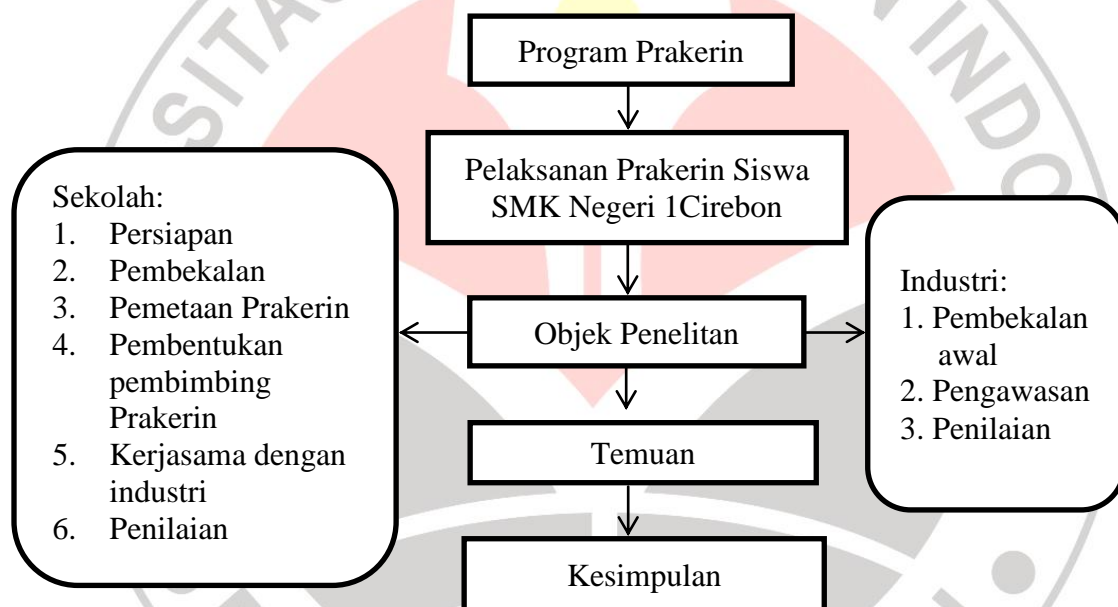 SITAS
N INDO
Program Prakerin
Pelaksanan Prakerin Siswa
SMK Negeri 1Cirebon
Sekolah:
1. Persiapan
2. Pembekalan
3. Pemetaan Prakerin
4. Pembentukan
pembimbing
Prakerin
5. Kerjasama dengan
industri
6. Penilaian
Objek Penelitan
Industri:
1. Pembekalan
awal
2. Pengawasan
3. Penilaian
Temuan
Kesimpulan